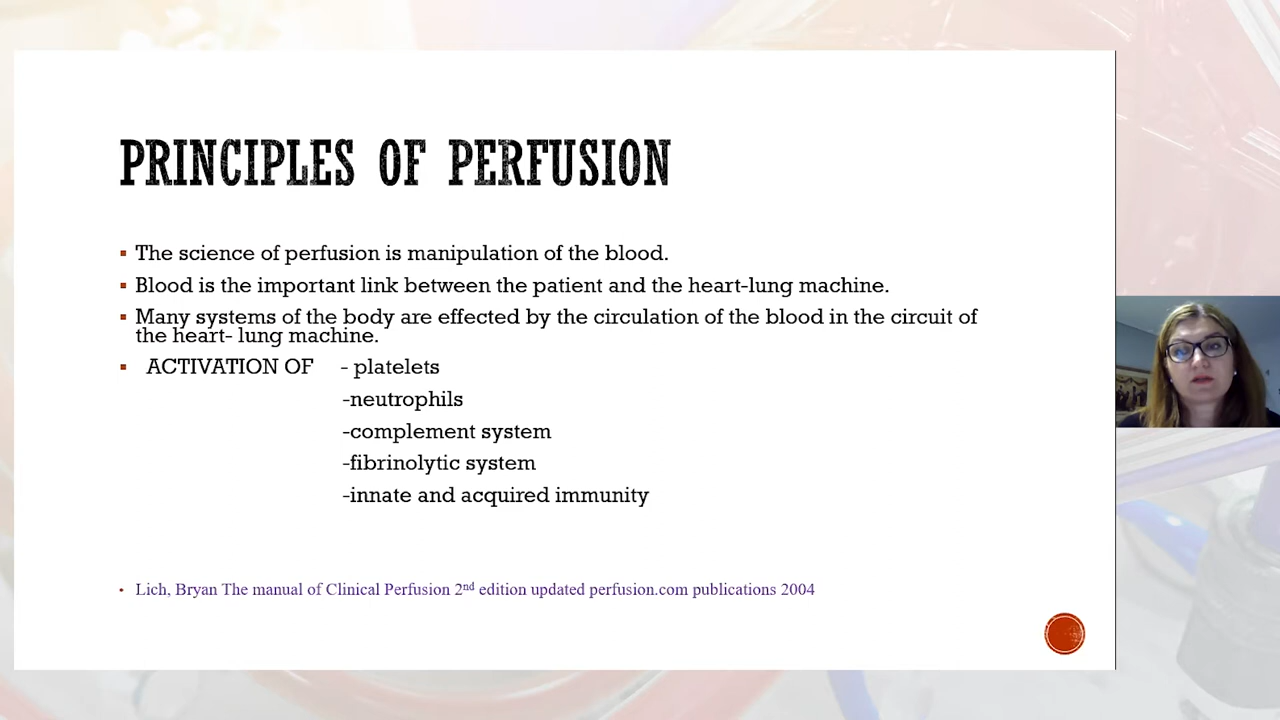 PRINCIPLES OF PERFUSION
The science of perfusion is manipulation of the blood.
Blood is the important link between the patient and the heart-lung machine.
Many systems of the body are effected by the circulation of the blood in the circuit of
the heart- lung machine.
ACTIVATION OF - platelets
-neutrophils
-complement system
-fibrinolytic system
-innate and acquired immunity
Lich, Bryan The manual of Clinical Perfusion 2nd edition updated perfusion.com publications 2004